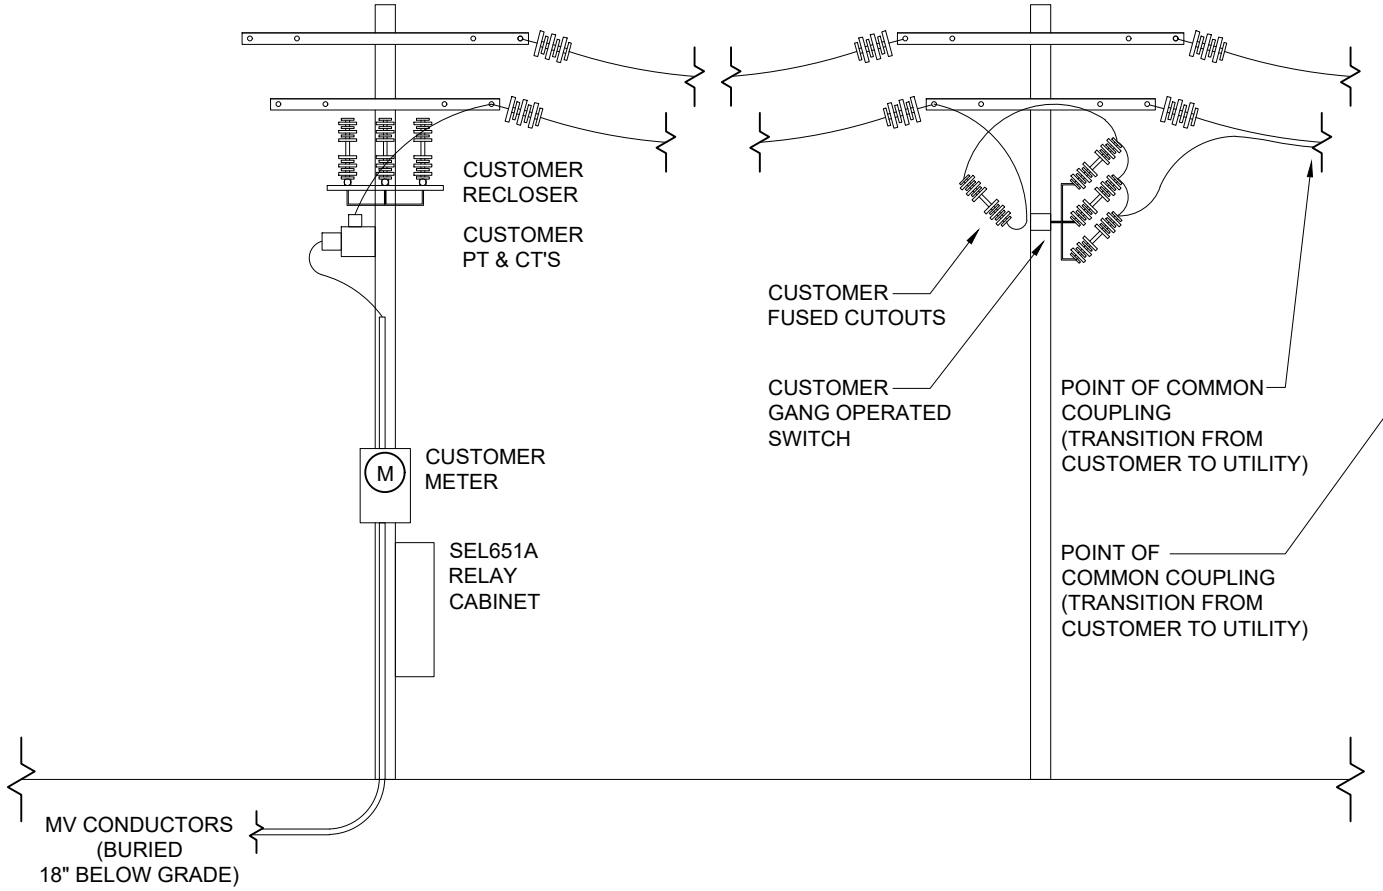 CUSTOMER
RECLOSER
CUSTOMER
PT & CT'S
CUSTOMER
FUSED CUTOUTS
CUSTOMER
GANG OPERATED
SWITCH
POINT OF COMMON
COUPLING
(TRANSITION FROM
CUSTOMER TO UTILITY)
M
CUSTOMER
METER
SEL651A
RELAY
CABINET
POINT OF
COMMON COUPLING
(TRANSITION FROM
CUSTOMER TO UTILITY)
MV CONDUCTORS
(BURIED
18" BELOW GRADE)